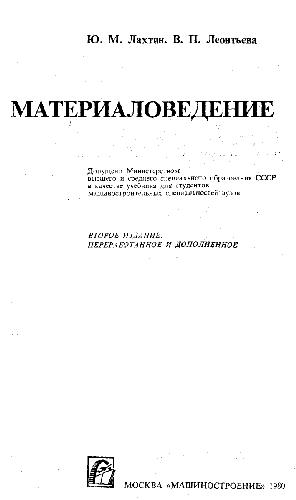 Ю. М. Лахтин, В. П. Леонтьева
МАТЕРИАЛОВЕДЕНИЕ
Допущено Министерством
высшего и среднего специального образования СССР
в качестве учебника для студентов
машиностроительных специальностей вузов
ВТОРОЕ ИЗДАНИЕ,
ПЕРЕРАБОТАННОЕ И ДОПОЛНЕННОЕ
МОСКВА «МАШИНОСТРОЕНИЕ» 1980